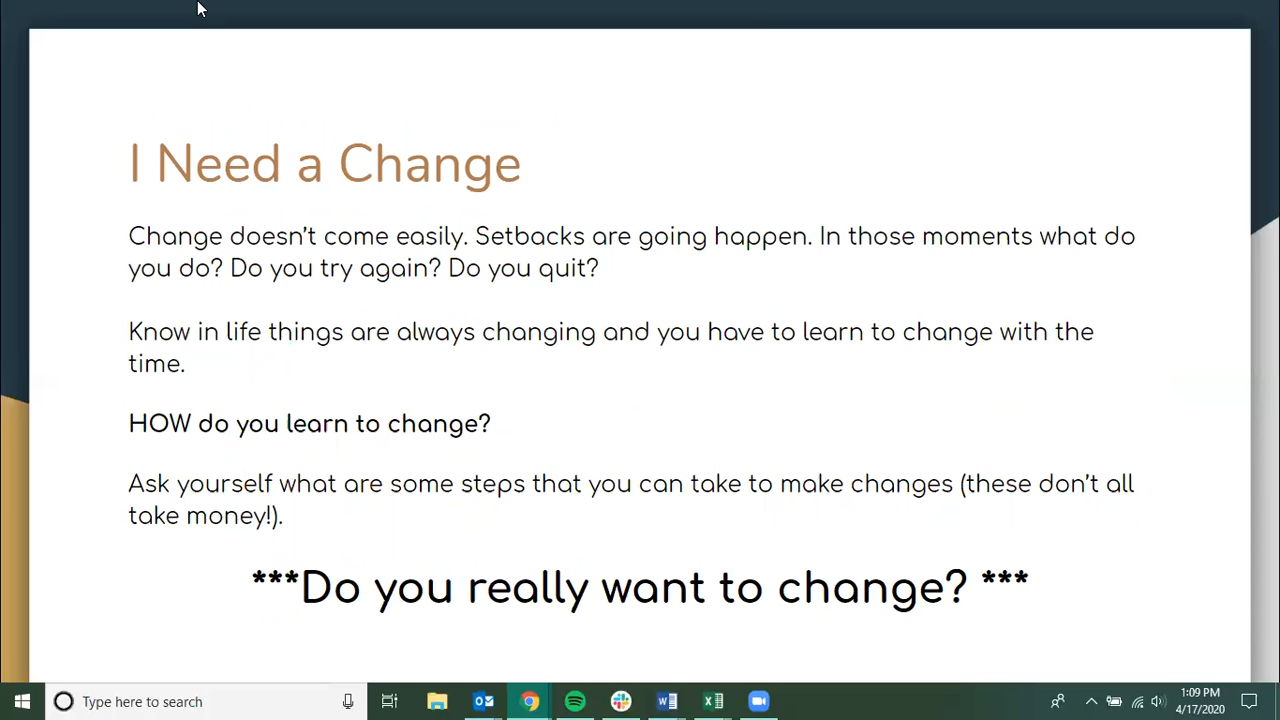 I Need a Change
Change doesn't come easily. Setbacks are going happen. In those moments what do
you do? Do you try again? Do you quit?
Know in life things are always changing and you have to learn to change with the
time.
HOW do you learn to change?
Ask yourself what are some steps that you can take to make changes (these don't all
take money!).
***Do you really want to change? ***
Type here to search
1:09 PM
4/17/2020